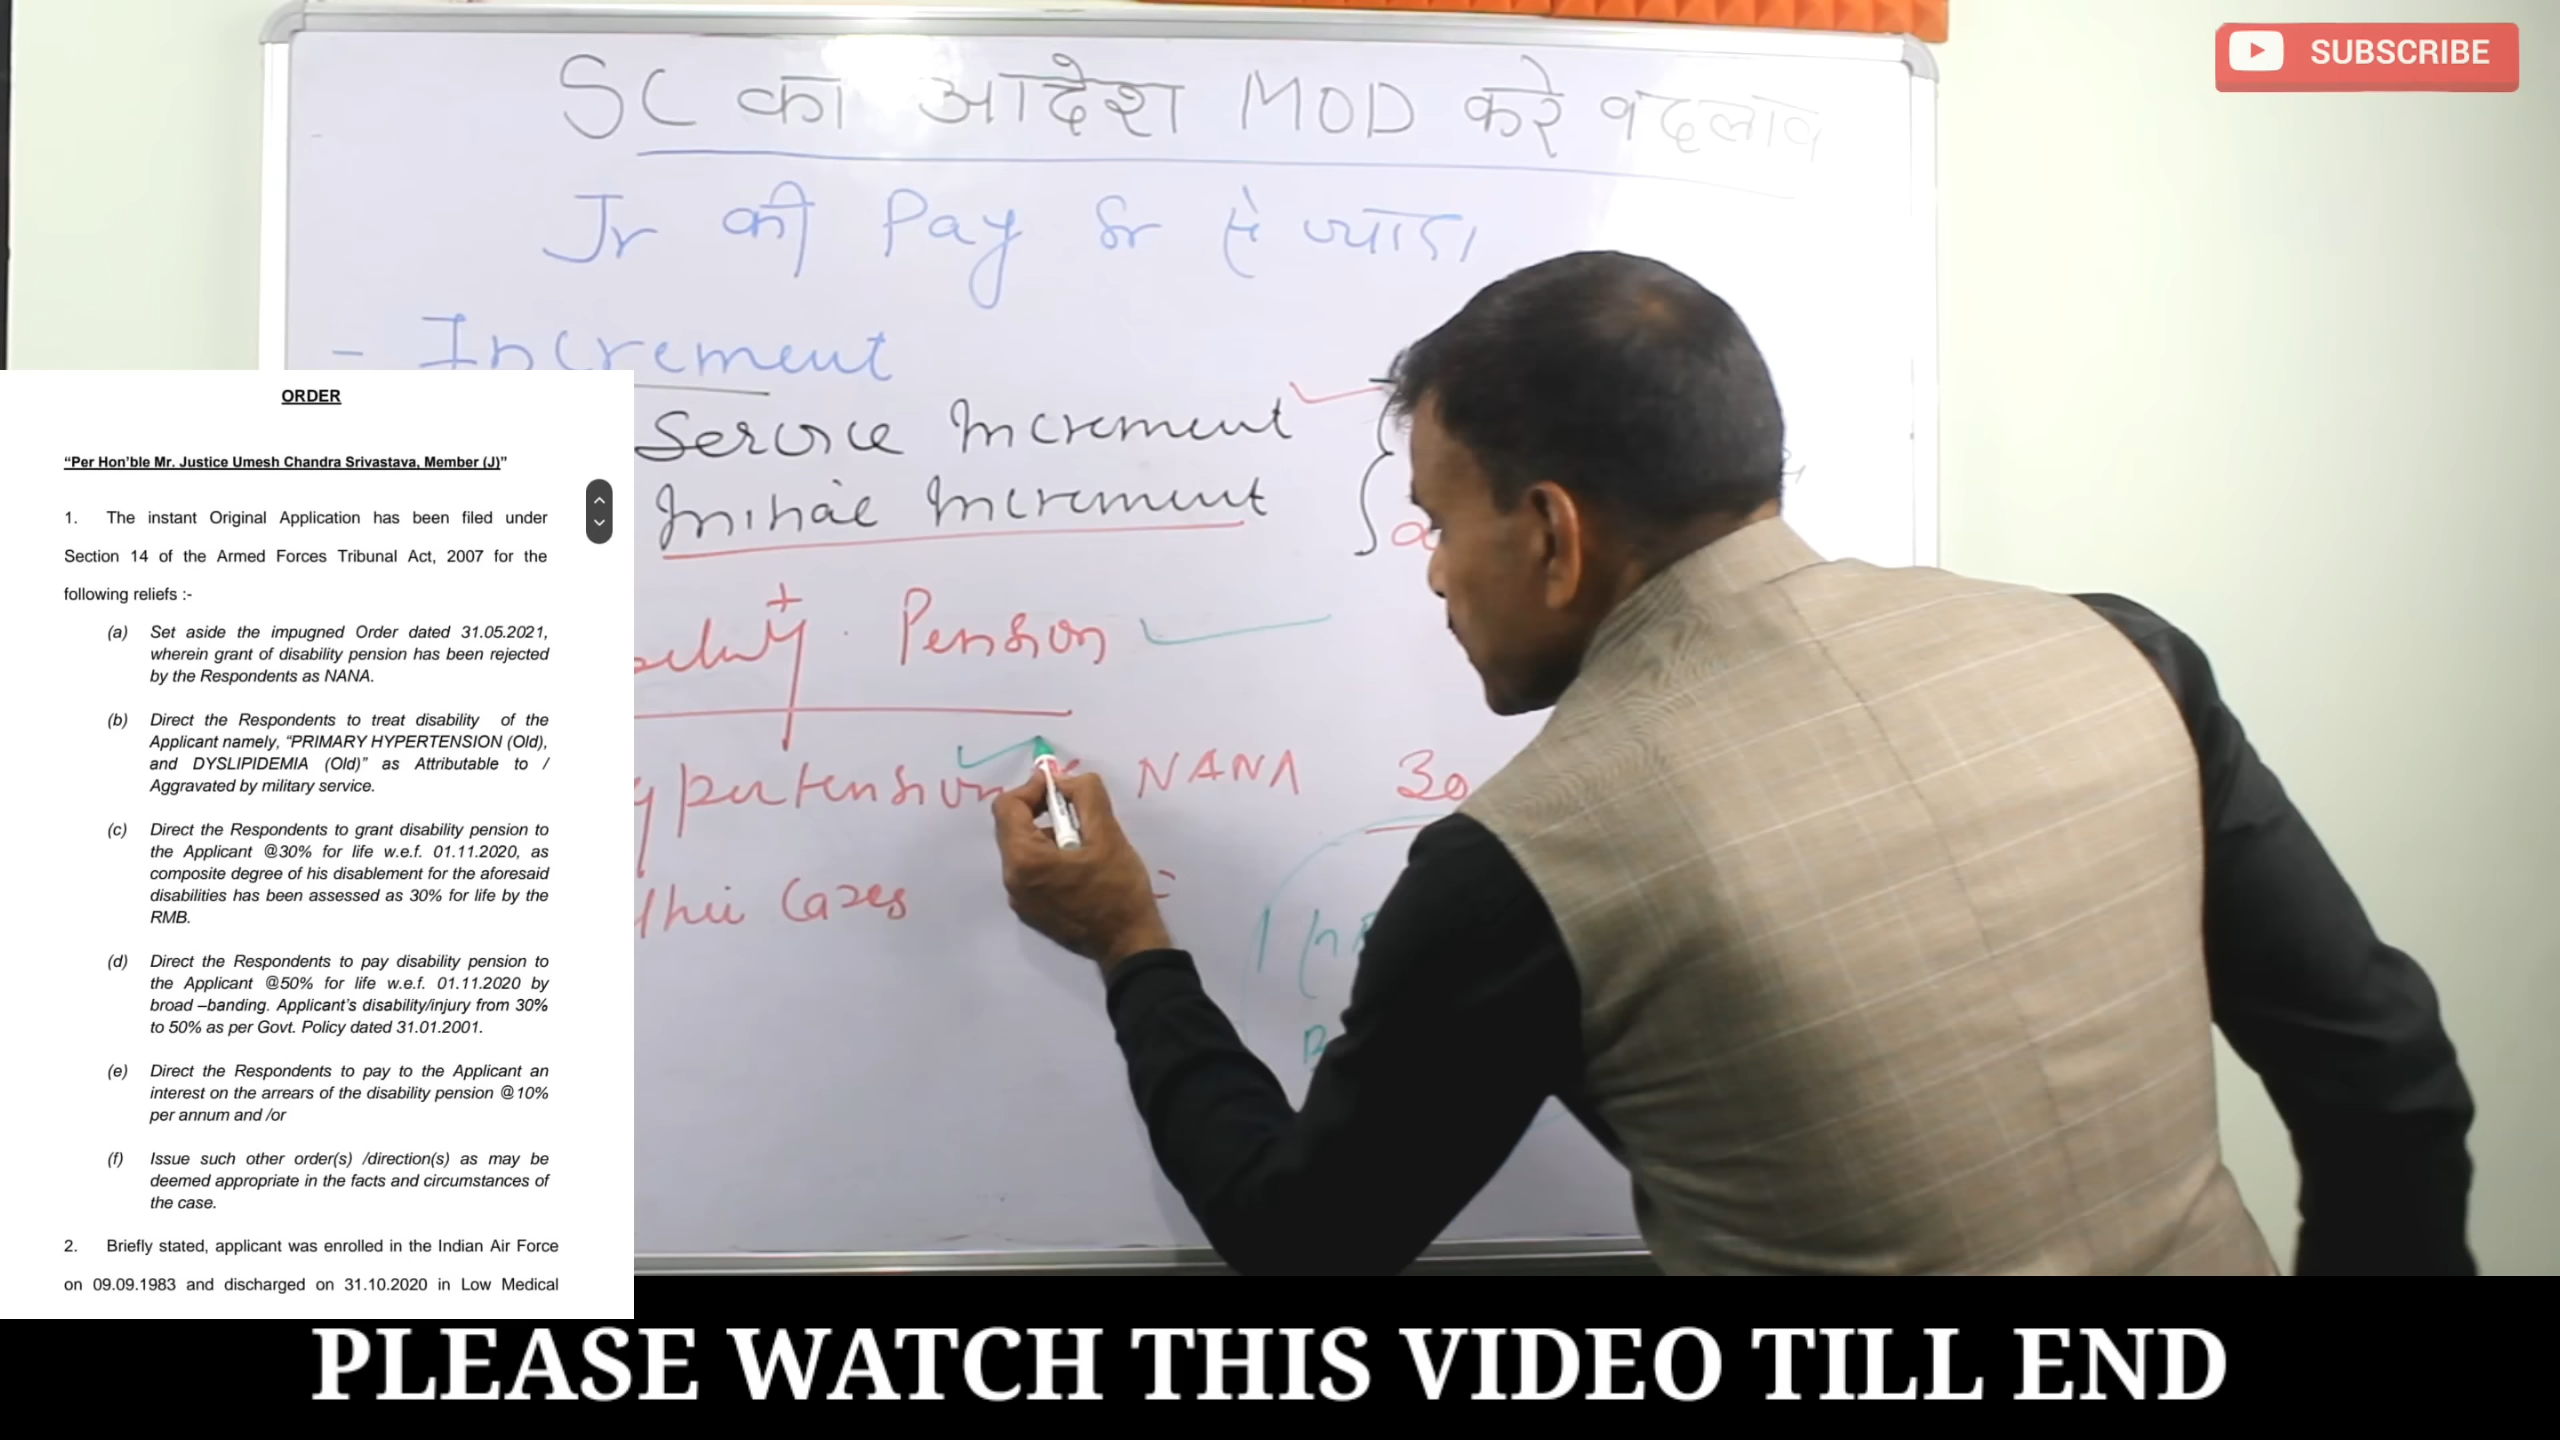 SUBSCRIBE
SC का आदेश MOD करे बदलाव
Jr की Pay Sr से ज्यादा
- Increment
Service Increment
Initial Increment
Pension
NANA 30
Cases
ORDER
“Per Hon’ble Mr. Justice Umesh Chandra Srivastava, Member (J)”
1. The instant Original Application has been filed under
Section 14 of the Armed Forces Tribunal Act, 2007 for the
following reliefs :-
(a) Set aside the impugned Order dated 31.05.2021,
wherein grant of disability pension has been rejected
by the Respondents as NANA.
(b) Direct the Respondents to treat disability of the
Applicant namely, “PRIMARY HYPERTENSION (Old),
and DYSLIPIDEMIA (Old)” as Attributable to /
Aggravated by military service.
(c) Direct the Respondents to grant disability pension to
the Applicant @30% for life w.e.f. 01.11.2020, as
composite degree of his disablement for the aforesaid
disabilities has been assessed as 30% for life by the
RMB.
(d) Direct the Respondents to pay disability pension to
the Applicant @50% for life w.e.f. 01.11.2020 by
broad –banding. Applicant’s disability/injury from 30%
to 50% as per Govt. Policy dated 31.01.2001.
(e) Direct the Respondents to pay to the Applicant an
interest on the arrears of the disability pension @10%
per annum and /or
(f) Issue such other order(s) /direction(s) as may be
deemed appropriate in the facts and circumstances of
the case.
2. Briefly stated, applicant was enrolled in the Indian Air Force
on 09.09.1983 and discharged on 31.10.2020 in Low Medical
PLEASE WATCH THIS VIDEO TILL END